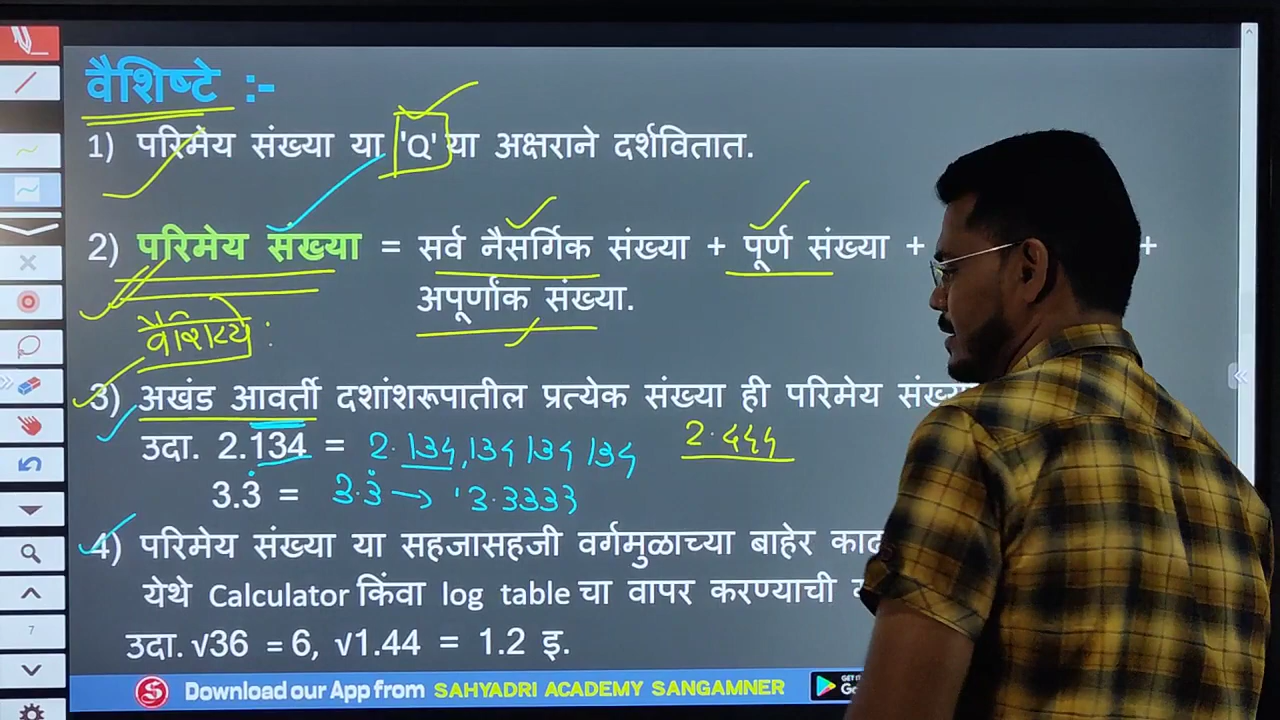 वैशिष्टे :-
1) परिमेय संख्या या 'Q' या अक्षराने दर्शवितात.
2) परिमेय संख्या = सर्व नैसर्गिक संख्या + पूर्ण संख्या + +
अपूर्णांक संख्या.
वैशिष्ट्ये :
3) अखंड आवर्ती दशांशरूपातील प्रत्येक संख्या ही परिमेय
उदा. 2.134 = 2.134,134 134 134 2.444
3.3̇ = 3.3̇ → 3.3333
4) परिमेय संख्या या सहजासहजी वर्गमुळाच्या बाहेर
येथे Calculator किंवा log table चा वापर करण्याची
उदा. √36 = 6, √1.44 = 1.2 इ.
7
Download our App from SAHYADRI ACADEMY SANGAMNER GET IT